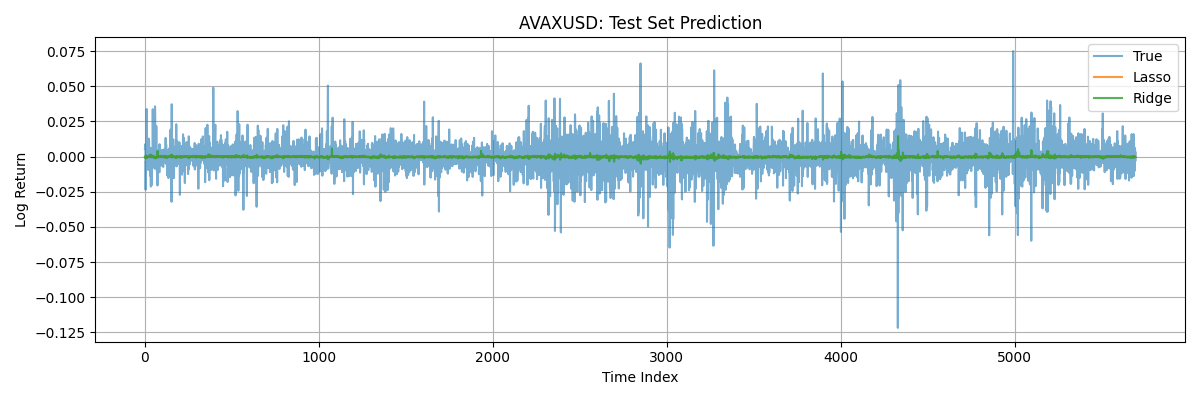 AVAXUSD: Test Set Prediction
True
Lasso
Ridge
0.075
0.050
0.025
0.000
−0.025
−0.050
−0.075
−0.100
−0.125
Log Return
0 1000 2000 3000 4000 5000
Time Index